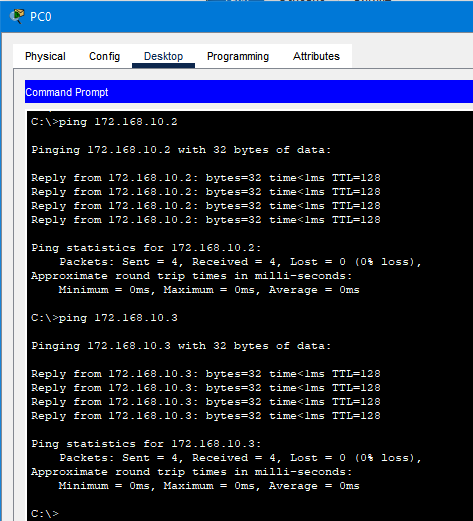 PC0
Physical Config Desktop Programming Attributes
Command Prompt
C:\>ping 172.168.10.2
Pinging 172.168.10.2 with 32 bytes of data:
Reply from 172.168.10.2: bytes=32 time<1ms TTL=128
Reply from 172.168.10.2: bytes=32 time<1ms TTL=128
Reply from 172.168.10.2: bytes=32 time<1ms TTL=128
Reply from 172.168.10.2: bytes=32 time<1ms TTL=128
Ping statistics for 172.168.10.2:
Packets: Sent = 4, Received = 4, Lost = 0 (0% loss),
Approximate round trip times in milli-seconds:
Minimum = 0ms, Maximum = 0ms, Average = 0ms
C:\>ping 172.168.10.3
Pinging 172.168.10.3 with 32 bytes of data:
Reply from 172.168.10.3: bytes=32 time<1ms TTL=128
Reply from 172.168.10.3: bytes=32 time<1ms TTL=128
Reply from 172.168.10.3: bytes=32 time<1ms TTL=128
Reply from 172.168.10.3: bytes=32 time<1ms TTL=128
Ping statistics for 172.168.10.3:
Packets: Sent = 4, Received = 4, Lost = 0 (0% loss),
Approximate round trip times in milli-seconds:
Minimum = 0ms, Maximum = 0ms, Average = 0ms
C:\>